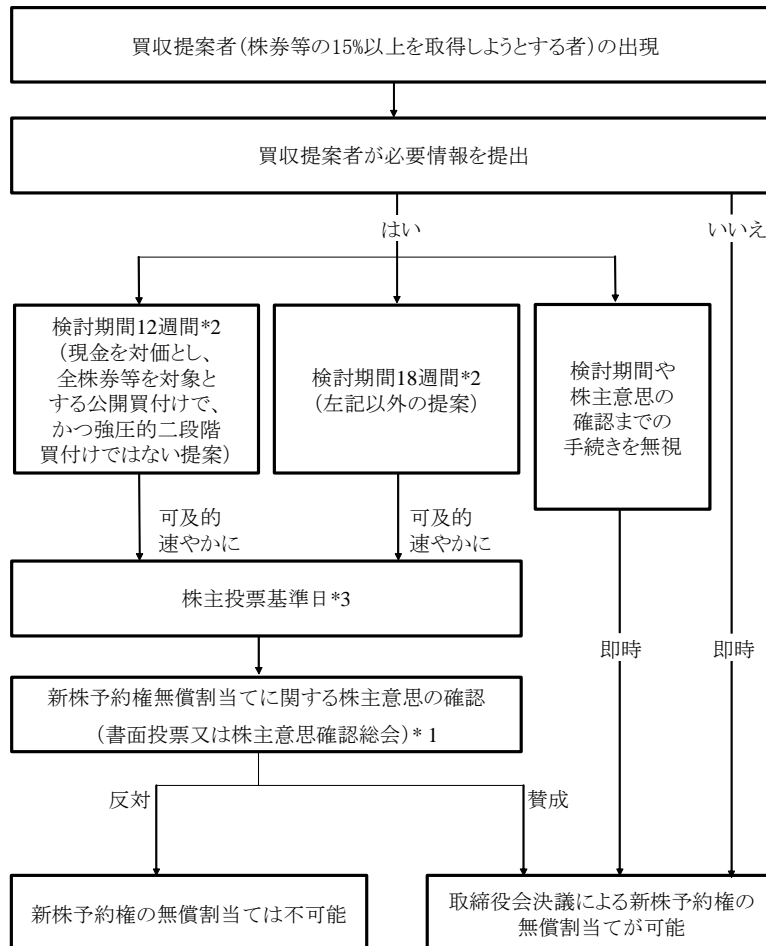 買収提案者(株券等の15%以上を取得しようとする者)の出現
買収提案者が必要情報を提出
はい
いいえ
検討期間12週間*2
(現金を対価とし、
全株券等を対象と
する公開買付けで、
かつ強圧的二段階
買付けではない提案)
検討期間18週間*2
(左記以外の提案)
検討期間や
株主意思の
確認までの
手続きを無視
可及的
速やかに
可及的
速やかに
株主投票基準日*3
即時
即時
新株予約権無償割当てに関する株主意思の確認
(書面投票又は株主意思確認総会)*1
反対
賛成
新株予約権の無償割当ては不可能
取締役会決議による新株予約権の
無償割当てが可能